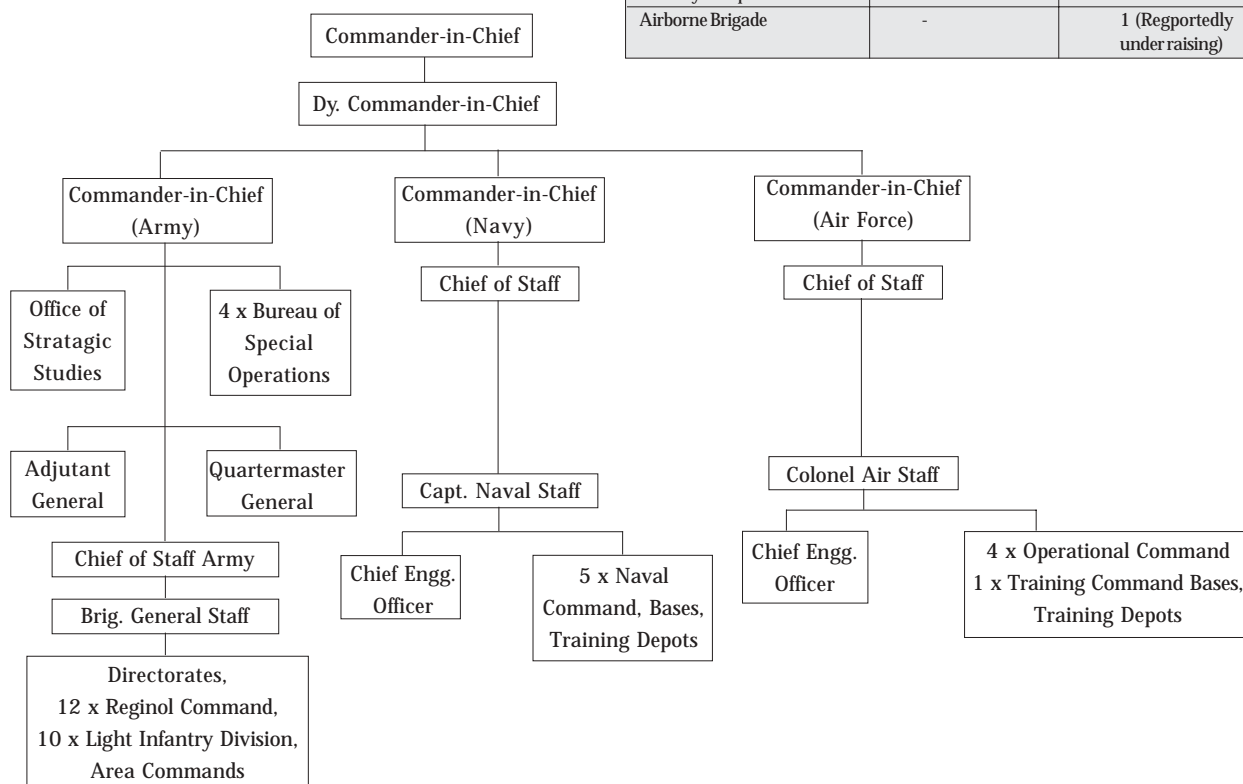 Airborne Brigade - 1 (Regportedly
under raising)
Commander-in-Chief
Dy. Commander-in-Chief
Commander-in-Chief
(Army)
Commander-in-Chief
(Navy)
Commander-in-Chief
(Air Force)
Office of
Stratagic
Studies
4 x Bureau of
Special
Operations
Chief of Staff
Chief of Staff
Adjutant
General
Quartermaster
General
Capt. Naval Staff
Colonel Air Staff
Chief of Staff Army
Brig. General Staff
Directorates,
12 x Reginol Command,
10 x Light Infantry Division,
Area Commands
Chief Engg.
Officer
5 x Naval
Command, Bases,
Training Depots
Chief Engg.
Officer
4 x Operational Command
1 x Training Command Bases,
Training Depots